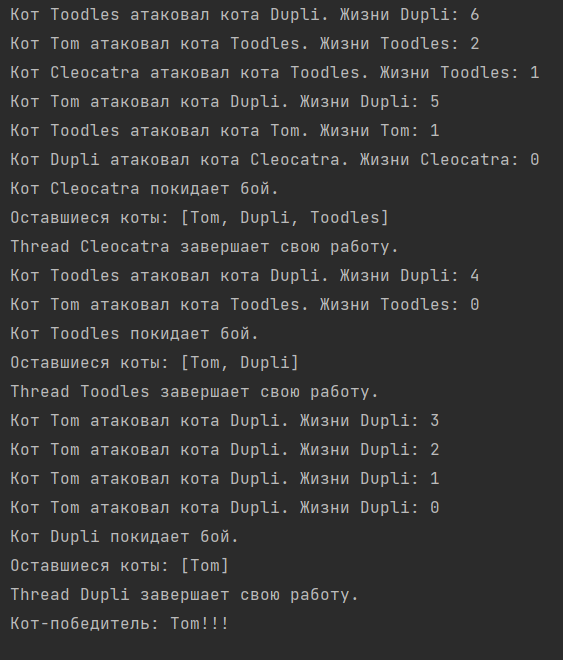 Кот Toodles атаковал кота Dupli. Жизни Dupli: 6
Кот Tom атаковал кота Toodles. Жизни Toodles: 2
Кот Cleocatra атаковал кота Toodles. Жизни Toodles: 1
Кот Tom атаковал кота Dupli. Жизни Dupli: 5
Кот Toodles атаковал кота Tom. Жизни Tom: 1
Кот Dupli атаковал кота Cleocatra. Жизни Cleocatra: 0
Кот Cleocatra покидает бой.
Оставшиеся коты: [Tom, Dupli, Toodles]
Thread Cleocatra завершает свою работу.
Кот Toodles атаковал кота Dupli. Жизни Dupli: 4
Кот Tom атаковал кота Toodles. Жизни Toodles: 0
Кот Toodles покидает бой.
Оставшиеся коты: [Tom, Dupli]
Thread Toodles завершает свою работу.
Кот Tom атаковал кота Dupli. Жизни Dupli: 3
Кот Tom атаковал кота Dupli. Жизни Dupli: 2
Кот Tom атаковал кота Dupli. Жизни Dupli: 1
Кот Tom атаковал кота Dupli. Жизни Dupli: 0
Кот Dupli покидает бой.
Оставшиеся коты: [Tom]
Thread Dupli завершает свою работу.
Кот-победитель: Tom!!!